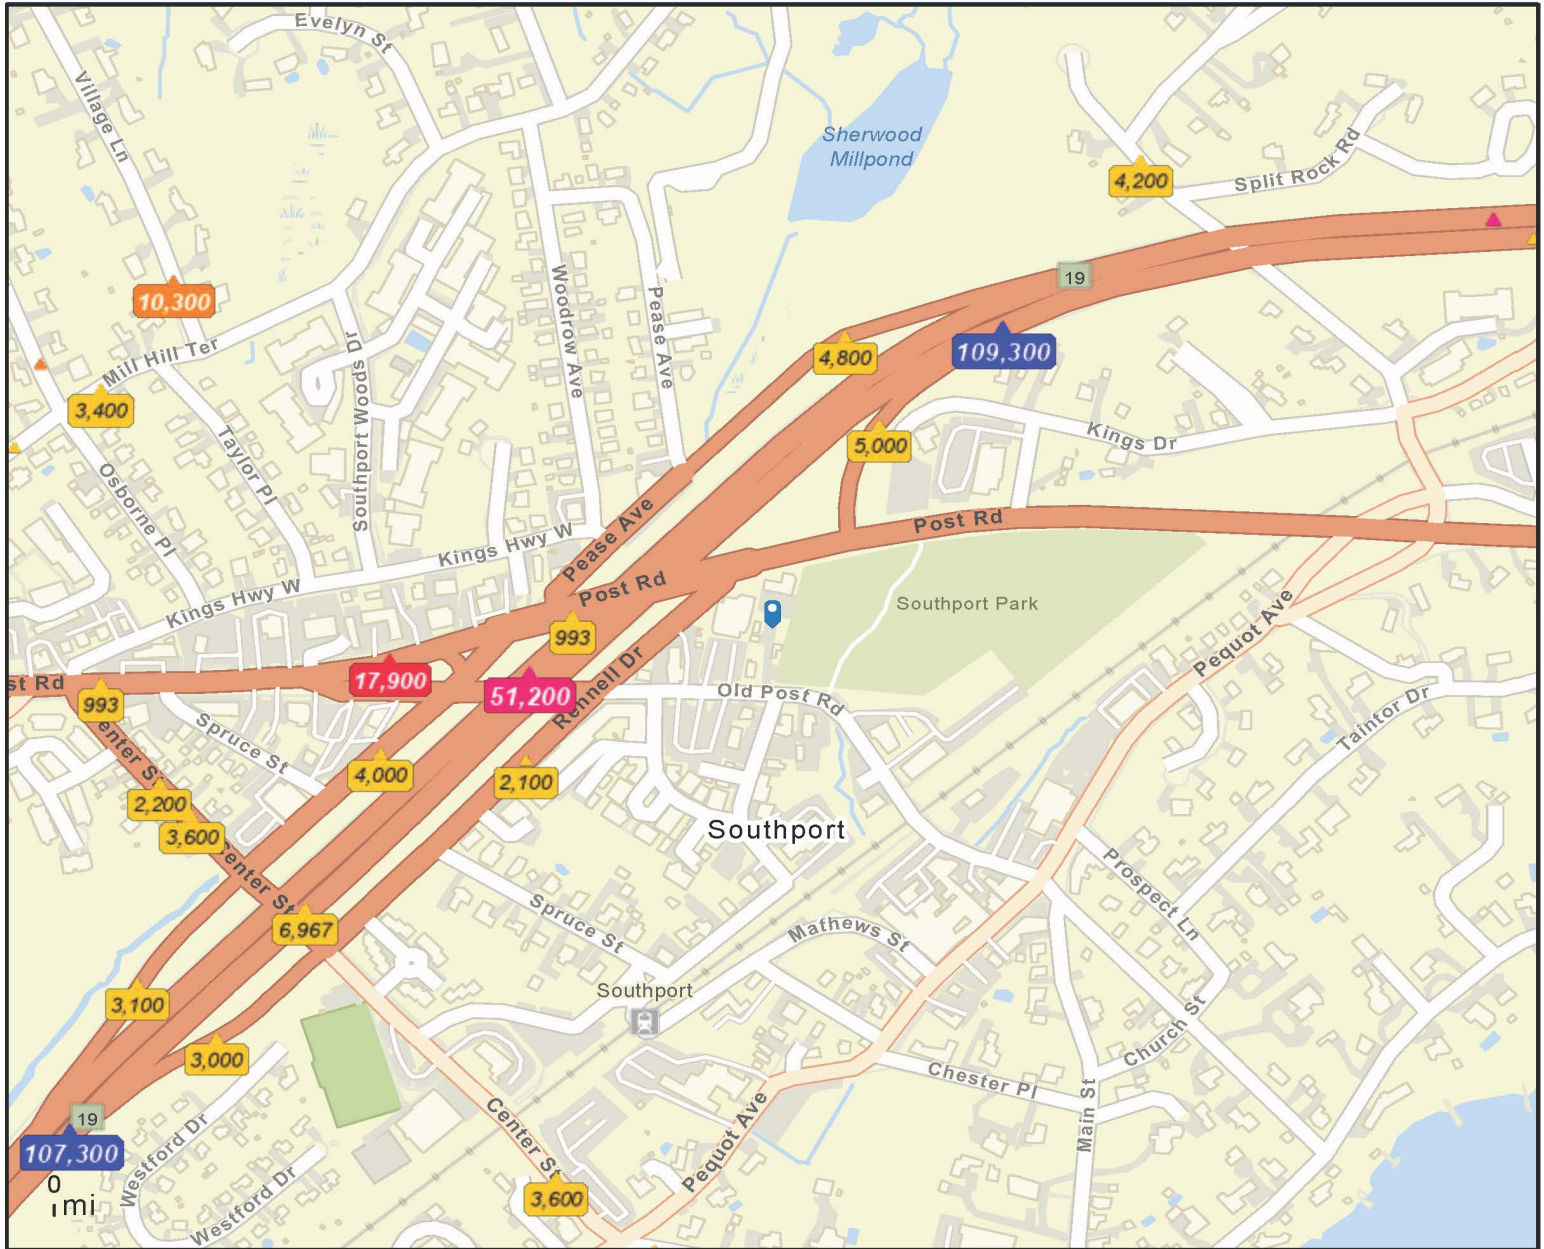 Evelyn St
Village Ln
Sherwood
Millpond
4,200
Split Rock Rd
19
10,300
Woodrow Ave
Pease Ave
4,800
109,300
Mill Hill Ter
Southport Woods Dr
3,400
Taylor Pl
5,000
Kings Dr
Osborne Pl
Post Rd
Kings Hwy W
Pease Ave
Kings Hwy W
Post Rd
Southport Park
Pequot Ave
993
17,900
st Rd
51,200
Rennell Dr
Old Post Rd
993
Spruce St
enter St
Taintor Dr
4,000
2,100
2,200
3,600
Southport
Center St
Prospect Ln
6,967
Spruce St
Mathews St
Southport
3,100
3,000
Church St
Chester Pl
19
107,300
Westford Dr
Center St
Pequot Ave
Main St
0
mi
Westford Dr
3,600